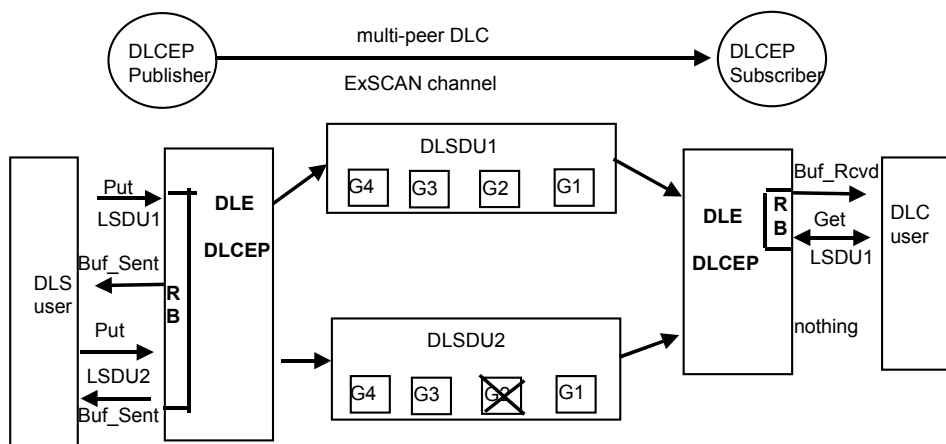 DLCEP
Publisher
multi-peer DLC
ExSCAN channel
DLCEP
Subscriber
DLS
user
Put
LSDU1
Buf_Sent
Put
LSDU2
Buf_Sent
R
B
DLE
DLCEP
DLSDU1
G4 G3 G2 G1
DLSDU2
G4 G3 G2 G1
DLE
DLCEP
R
B
Buf_Rcvd
Get
LSDU1
nothing
DLC
user